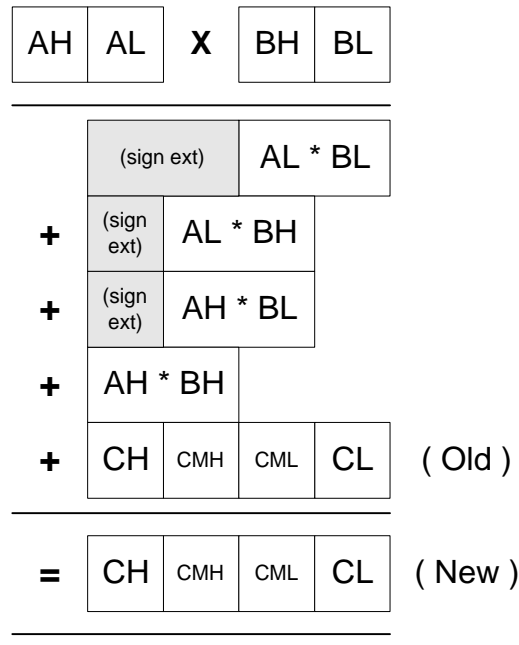 AH AL X BH BL
(sign ext) AL * BL
+ (sign ext) AL * BH
+ (sign ext) AH * BL
+ AH * BH
+ CH CMH CML CL ( Old )
= CH CMH CML CL ( New )